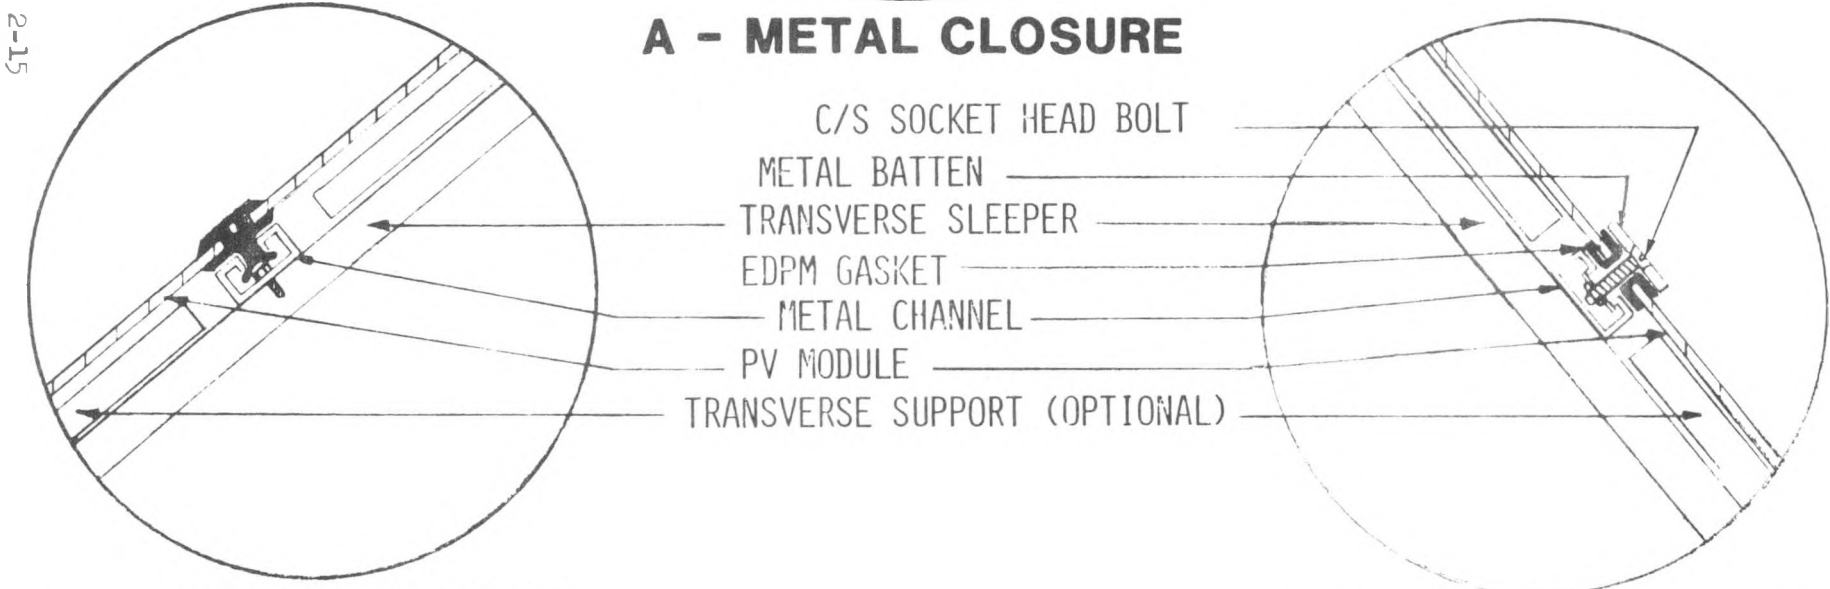 2-15
A - METAL CLOSURE
C/S SOCKET HEAD BOLT
METAL BATTEN
TRANSVERSE SLEEPER
EDPM GASKET
METAL CHANNEL
PV MODULE
TRANSVERSE SUPPORT (OPTIONAL)